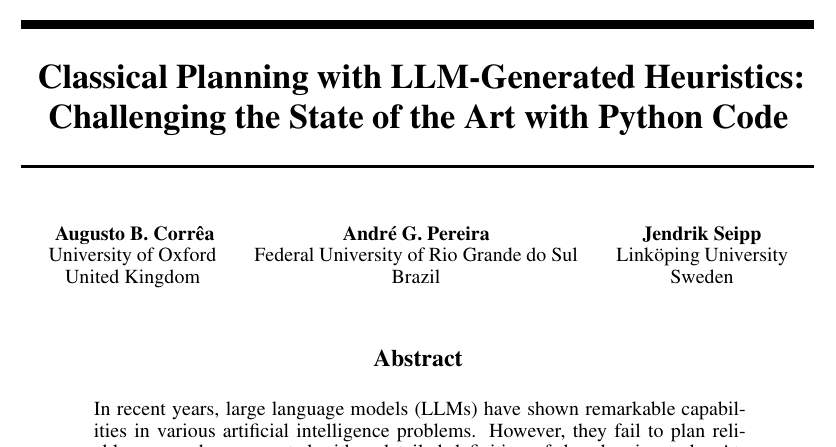 Classical Planning with LLM-Generated Heuristics:
Challenging the State of the Art with Python Code
Augusto B. Corrêa
University of Oxford
United Kingdom
André G. Pereira
Federal University of Rio Grande do Sul
Brazil
Jendrik Seipp
Linköping University
Sweden
Abstract
In recent years, large language models (LLMs) have shown remarkable capabil-
ities in various artificial intelligence problems. However, they fail to plan reli-